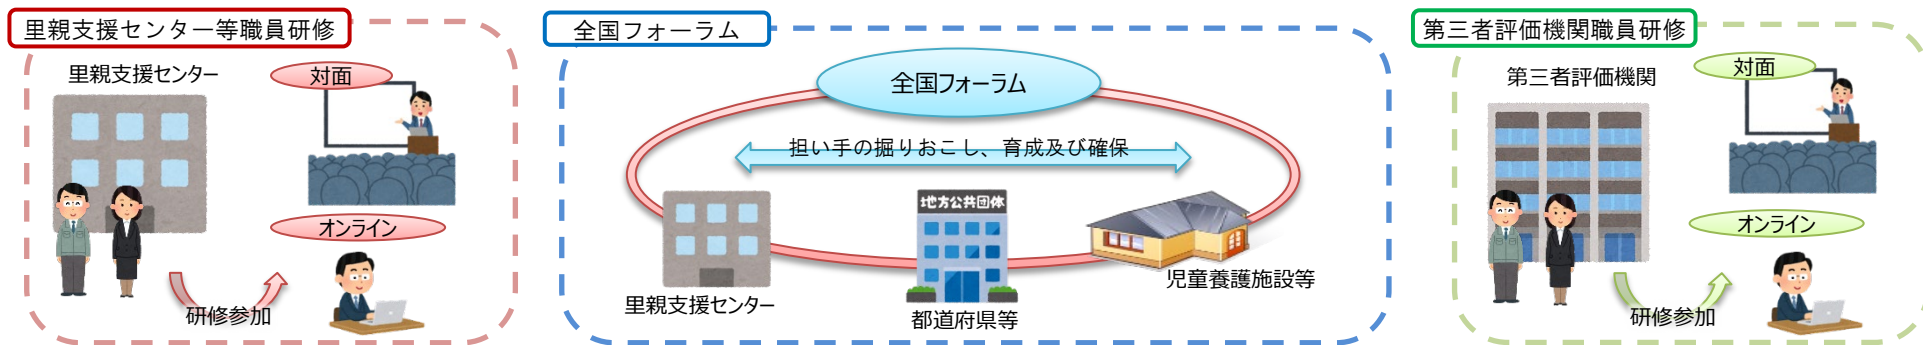 里親支援センター等職員研修
里親支援センター
対面
オンライン
研修参加
全国フォーラム
全国フォーラム
担い手の掘りおこし、育成及び確保
地方公共団体
里親支援センター
都道府県等
児童養護施設等
第三者評価機関職員研修
第三者評価機関
対面
オンライン
研修参加